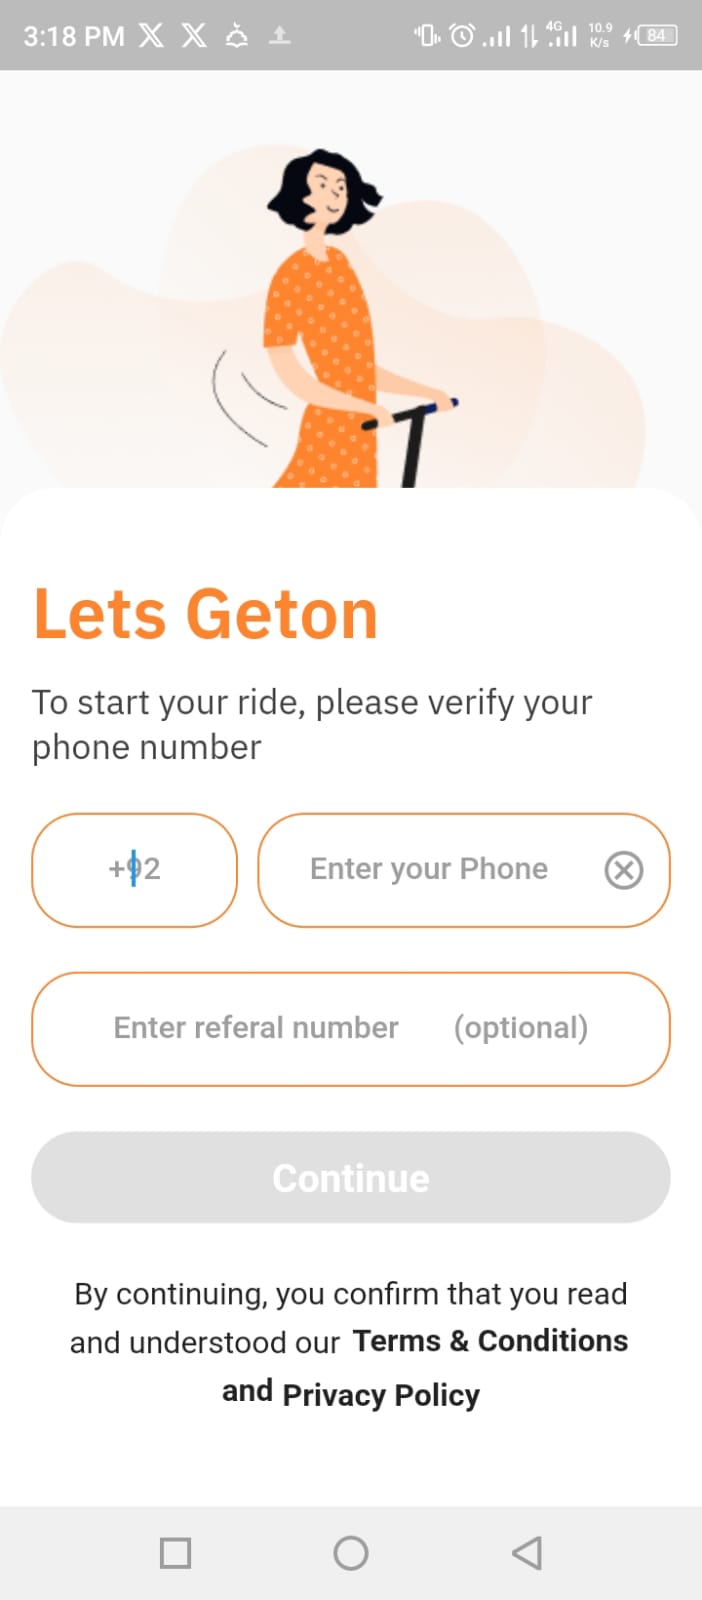 3:18 PM 4G 10.9 K/s 84
Lets Geton
To start your ride, please verify your
phone number
+92 Enter your Phone
Enter referal number (optional)
Continue
By continuing, you confirm that you read
and understood our Terms & Conditions
and Privacy Policy